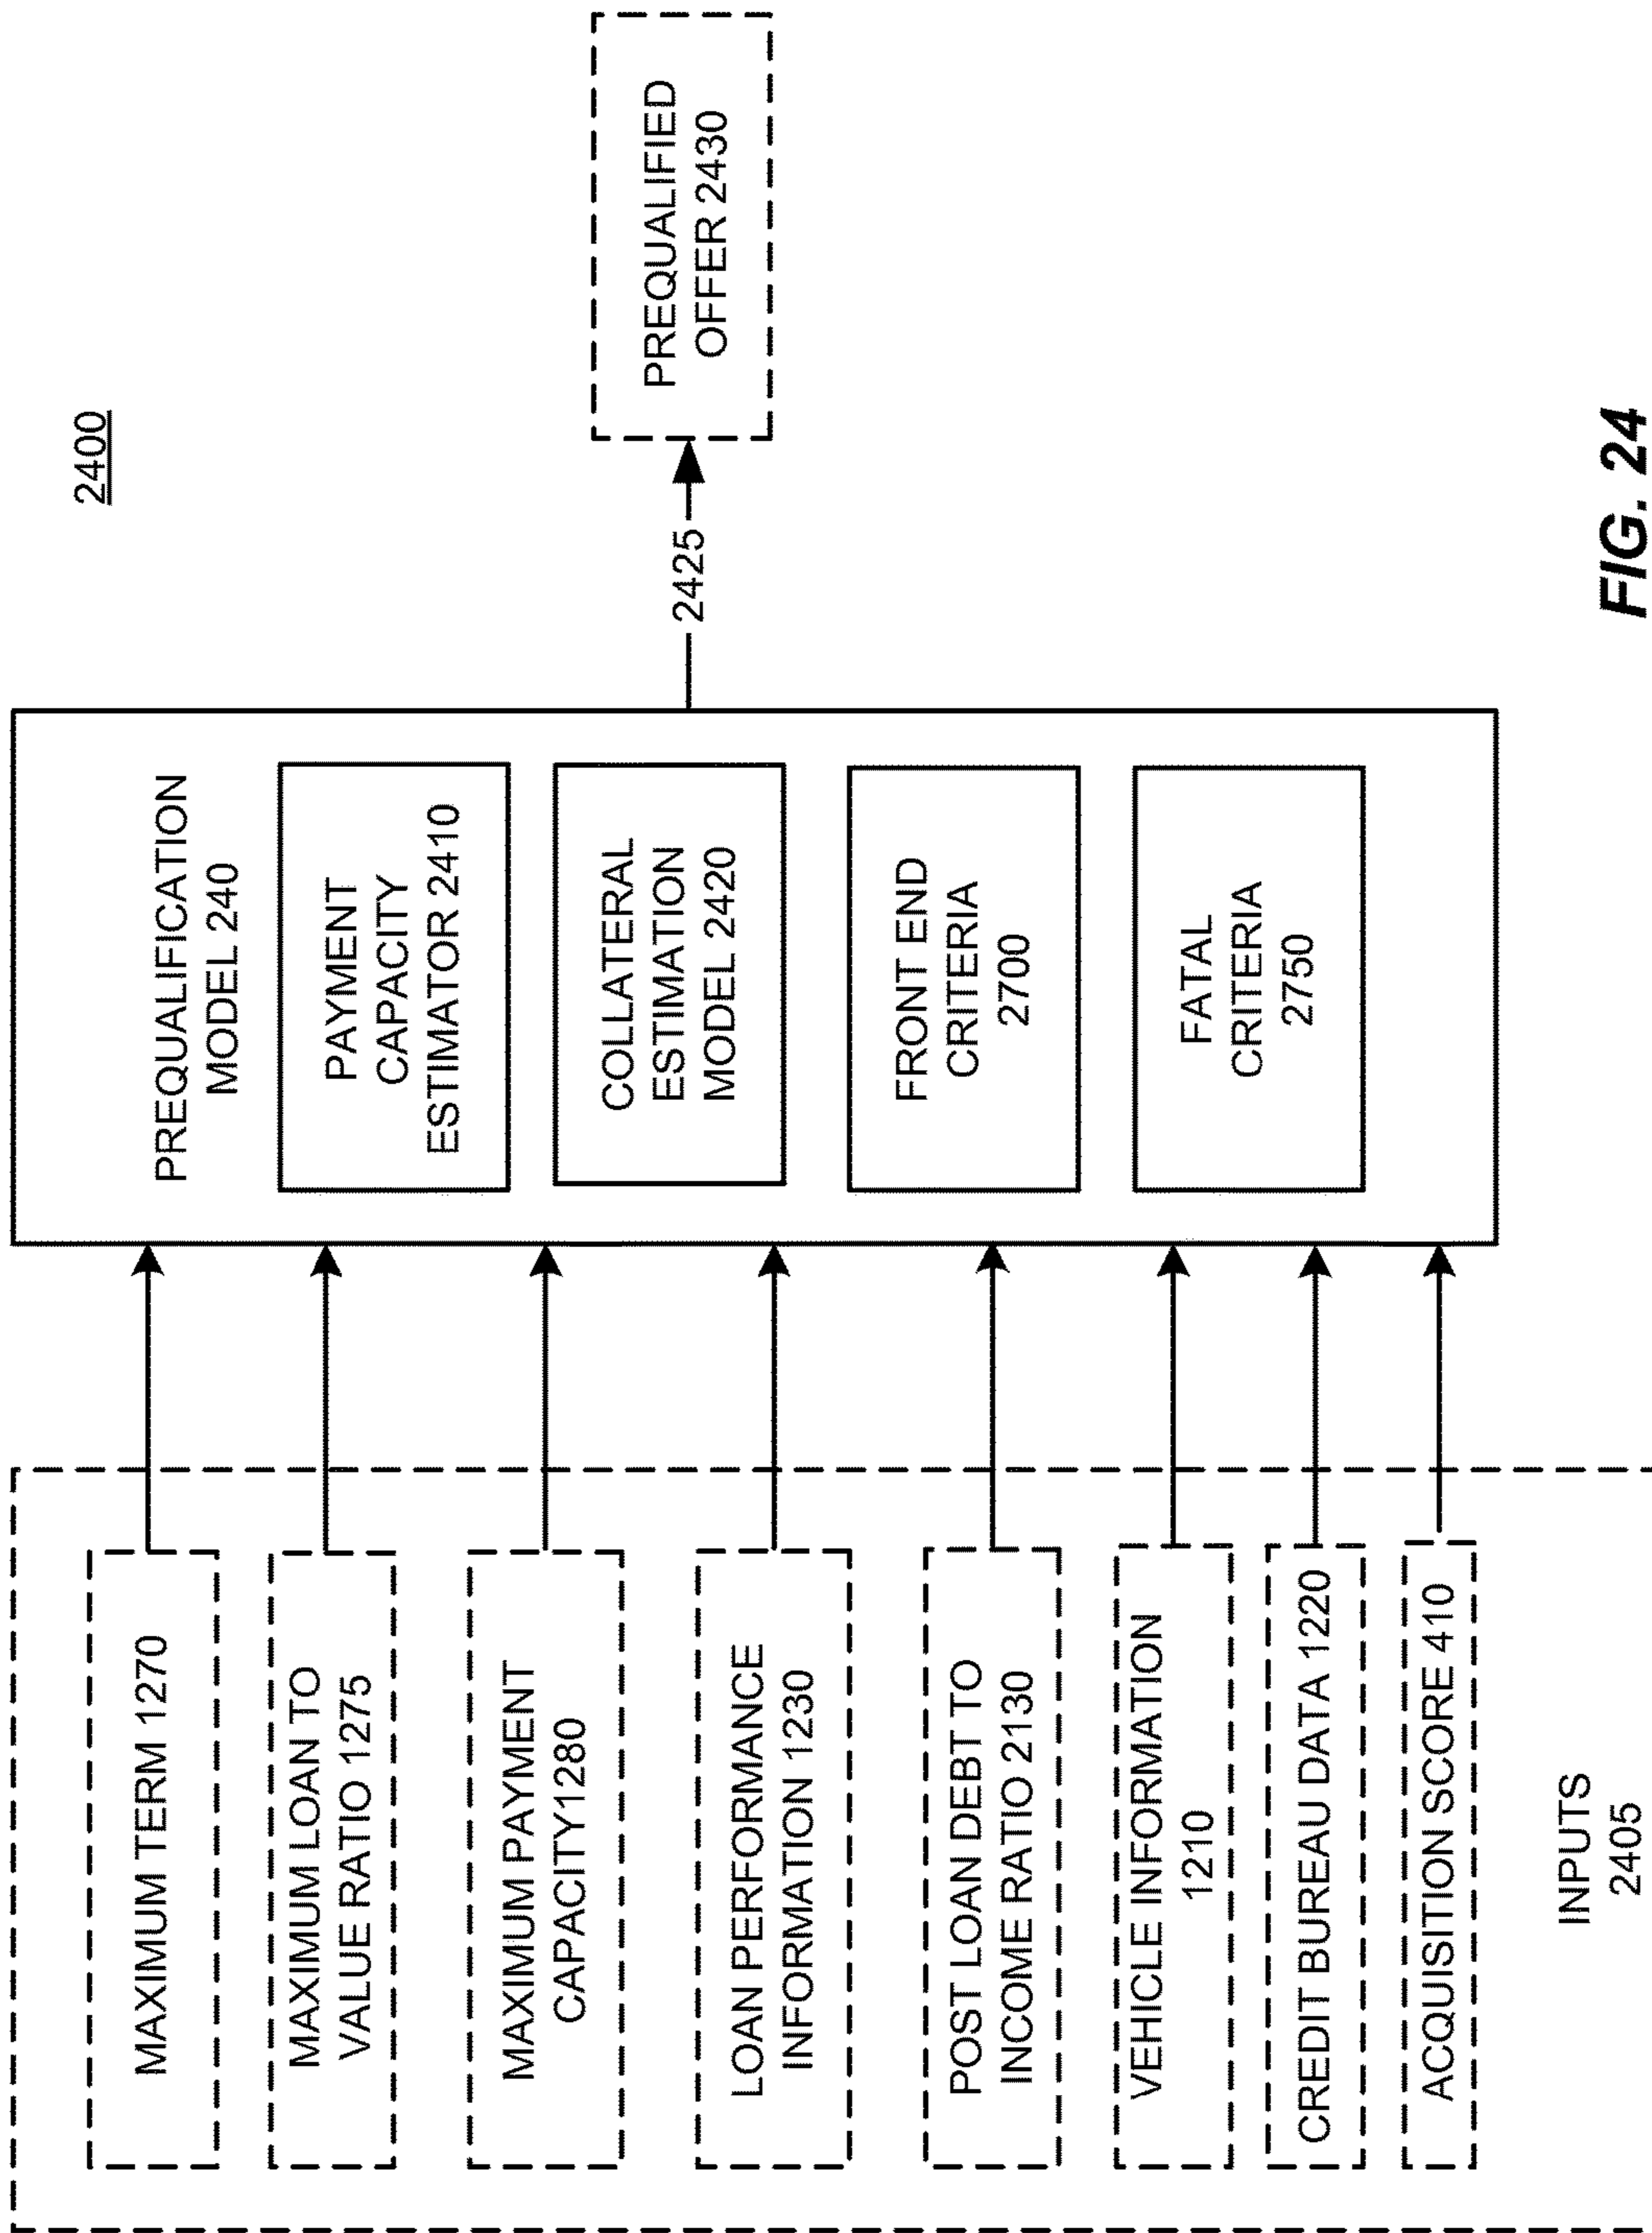 2400
MAXIMUM TERM 1270
MAXIMUM LOAN TO
VALUE RATIO 1275
MAXIMUM PAYMENT
CAPACITY1280
LOAN PERFORMANCE
INFORMATION 1230
POST LOAN DEBT TO
INCOME RATIO 2130
VEHICLE INFORMATION
1210
CREDIT BUREAU DATA 1220
ACQUISITION SCORE 410
INPUTS
2405
PREQUALIFICATION
MODEL 240
PAYMENT
CAPACITY
ESTIMATOR 2410
COLLATERAL
ESTIMATION
MODEL 2420
FRONT END
CRITERIA
2700
FATAL
CRITERIA
2750
2425
PREQUALIFIED
OFFER 2430
FIG. 24